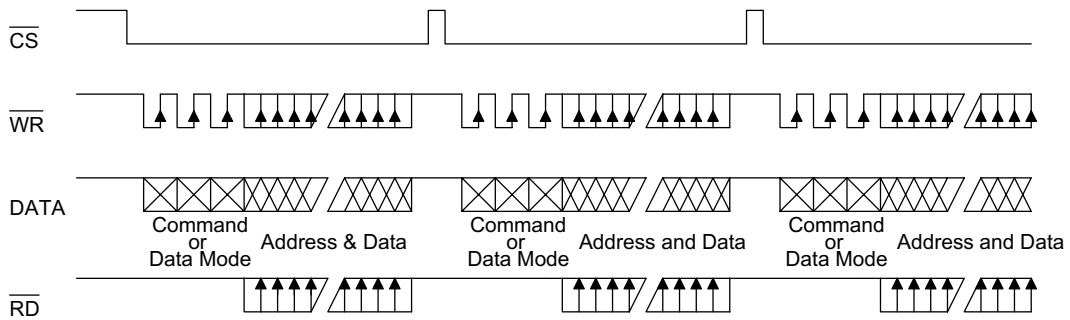 CS
WR
DATA
Command
or
Data Mode
Address & Data
Command
or
Data Mode
Address and Data
Command
or
Data Mode
Address and Data
RD